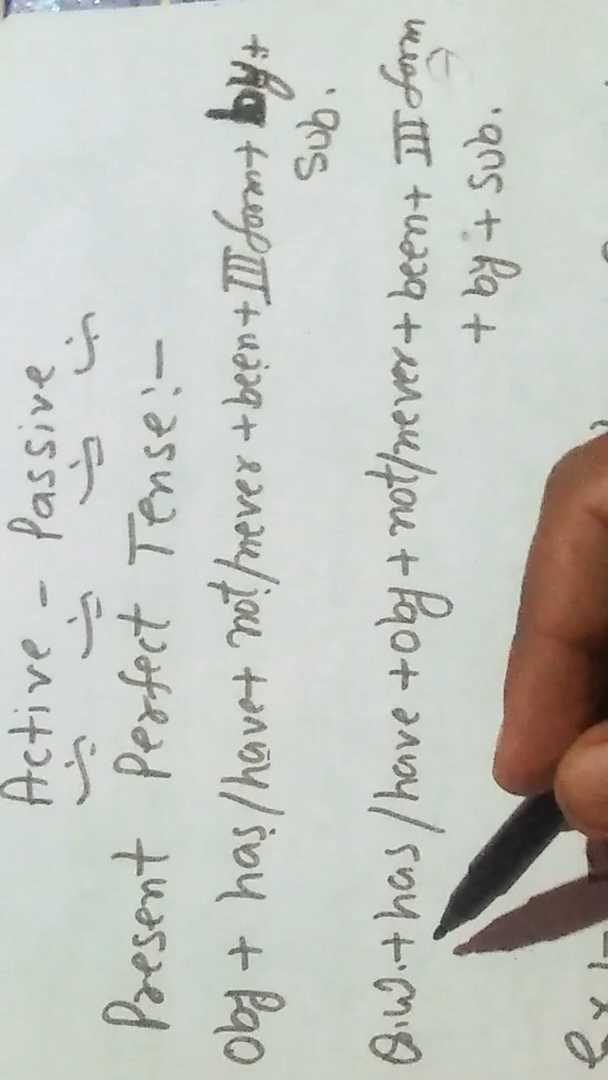 Active - Passive
Present Perfect Tense:-
Obj + has/have + not/never + been + III form + by +
Sub.
Q.w. + has/have + obj + not/never + been + III form
+ by + sub.